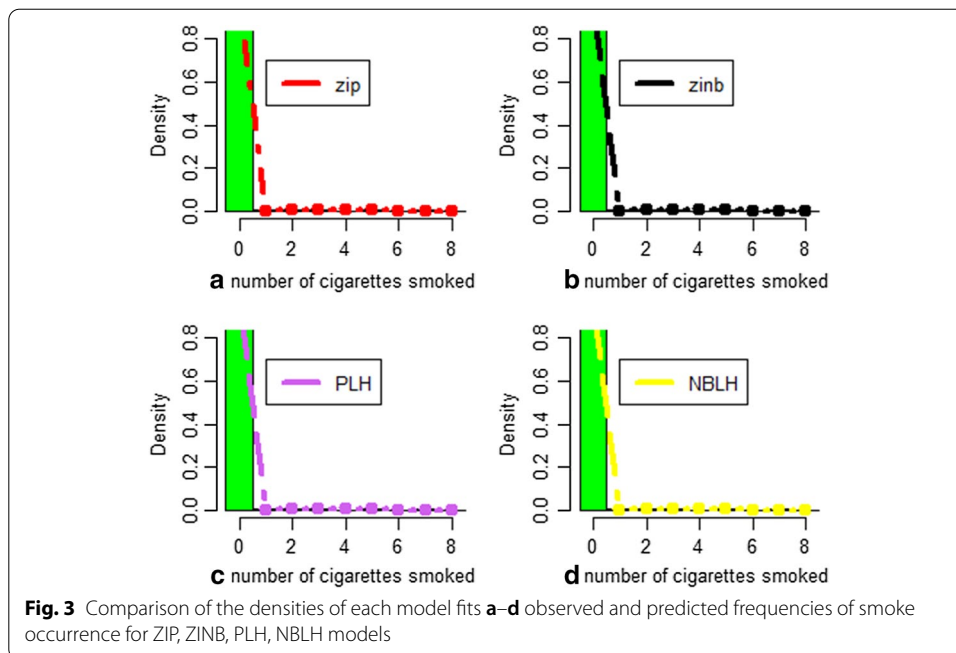 0.8
0.6
0.4
0.2
0.0
Density
zip
0 2 4 6 8
a number of cigarettes smoked
0.8
0.6
0.4
0.2
0.0
Density
zinb
0 2 4 6 8
b number of cigarettes smoked
0.8
0.6
0.4
0.2
0.0
Density
PLH
0 2 4 6 8
c number of cigarettes smoked
0.8
0.6
0.4
0.2
0.0
Density
NBLH
0 2 4 6 8
d number of cigarettes smoked
Fig. 3 Comparison of the densities of each model fits a–d observed and predicted frequencies of smoke
occurrence for ZIP, ZINB, PLH, NBLH models